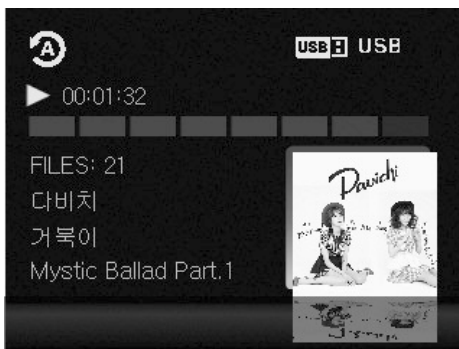 A
USB USB
00:01:32
FILES: 21
다비치
Davichi
거북이
Mystic Ballad Part.1